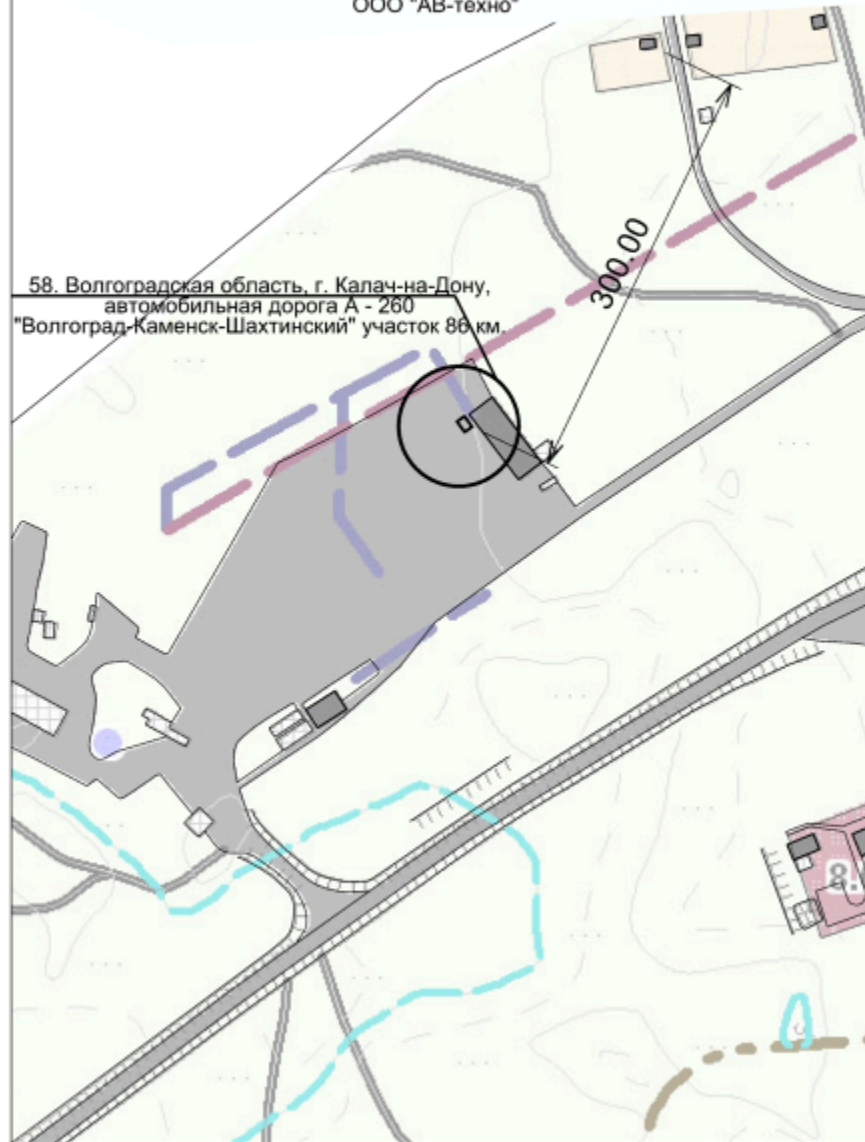 ООО "АВ-техно"
58. Волгоградская область, г. Калач-на-Дону,
автомобильная дорога А - 260
"Волгоград-Каменск-Шахтинский" участок 86 км.
300.00
8.